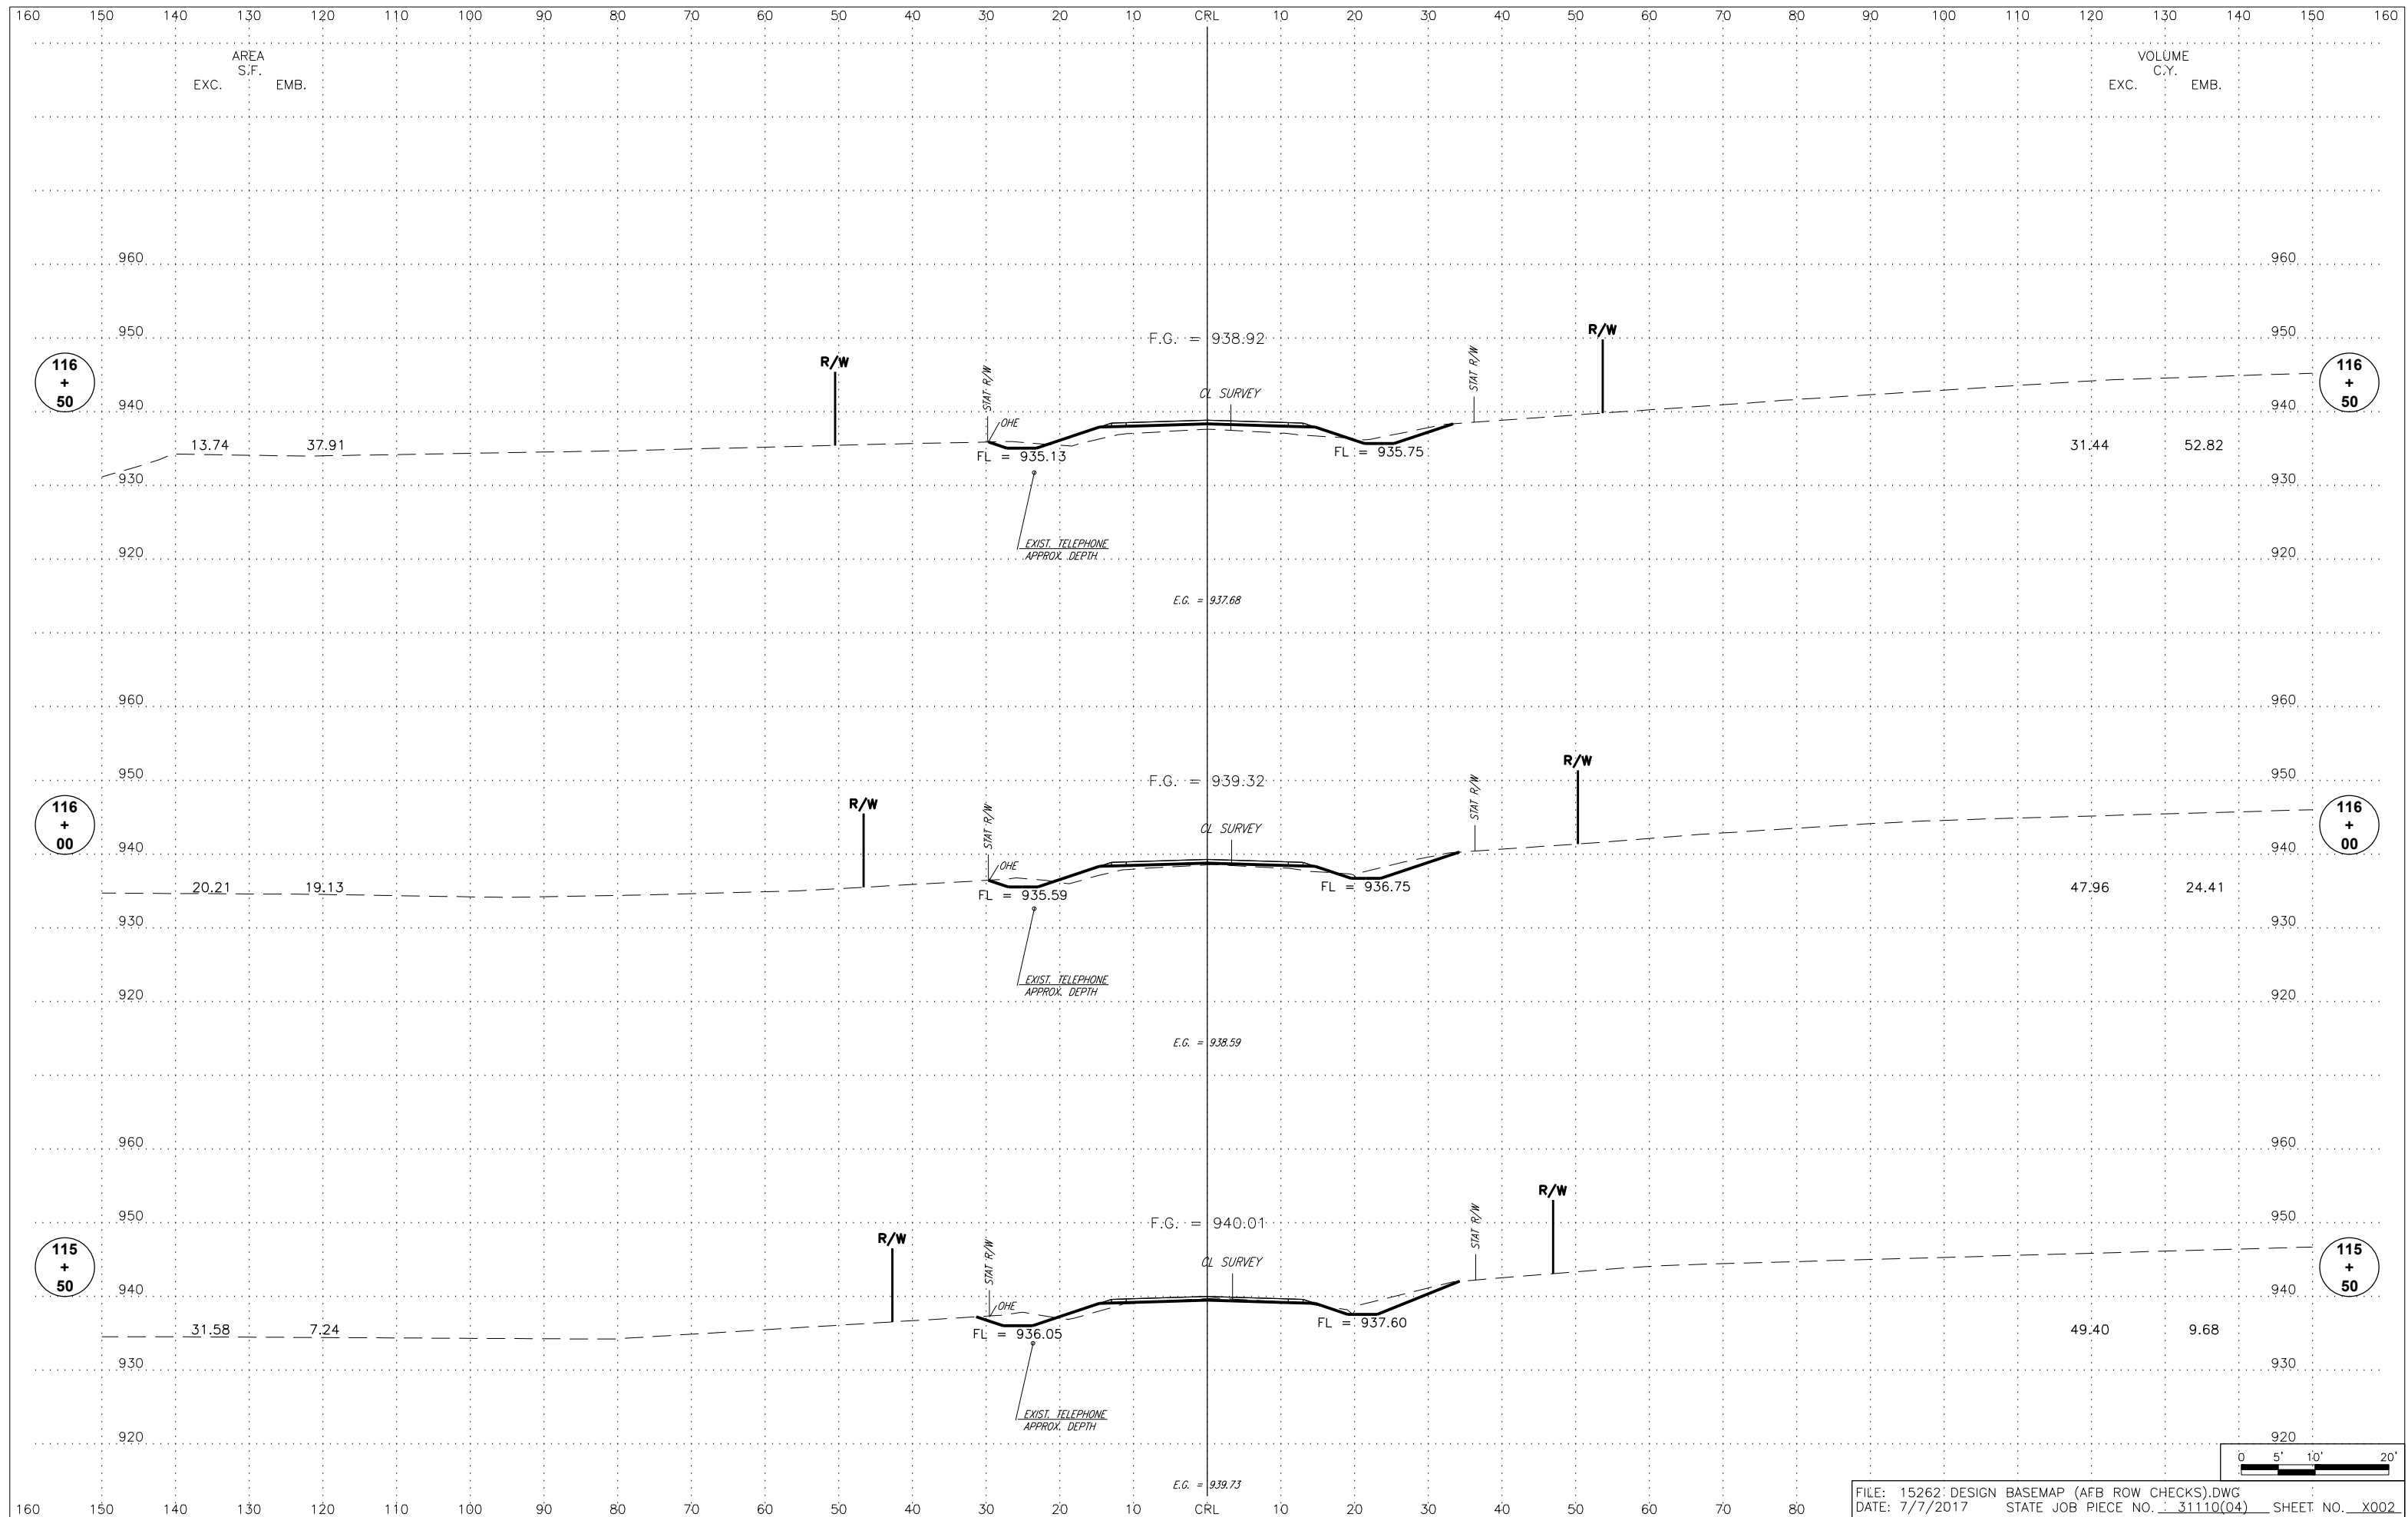 160 150 140 130 120 110 100 90 80 70 60 50 40 30 20 10 CRL 10 20 30 40 50 60 70 80 90 100 110 120 130 140 150 160
AREA
S.F.
EXC. EMB.
VOLUME
C.Y.
EXC. EMB.
960 960
950 F.G. = 938.92 950
R/W R/W
STAT R/W STAT R/W
116
+
50
116
+
50
CL SURVEY
940 940
OHE
13.74 37.91 31.44 52.82
FL = 935.13 FL = 935.75
930 930
EXIST. TELEPHONE
APPROX. DEPTH
920 920
E.G. = 937.68
960 960
950 F.G. = 939.32 950
R/W R/W
STAT R/W STAT R/W
116
+
00
116
+
00
CL SURVEY
940 940
OHE
20.21 19.13 47.96 24.41
FL = 935.59 FL = 936.75
930 930
EXIST. TELEPHONE
APPROX. DEPTH
920 920
E.G. = 938.59
960 960
950 F.G. = 940.01 950
R/W R/W
STAT R/W STAT R/W
115
+
50
115
+
50
CL SURVEY
940 940
OHE
31.58 7.24 49.40 9.68
FL = 936.05 FL = 937.60
930 930
EXIST. TELEPHONE
APPROX. DEPTH
920 920
E.G. = 939.73
0 5' 10' 20'
160 150 140 130 120 110 100 90 80 70 60 50 40 30 20 10 CRL 10 20 30 40 50 60 70 80
FILE: 15262 DESIGN BASEMAP (AFB ROW CHECKS).DWG
DATE: 7/7/2017 STATE JOB PIECE NO. 31110(04) SHEET NO. X002